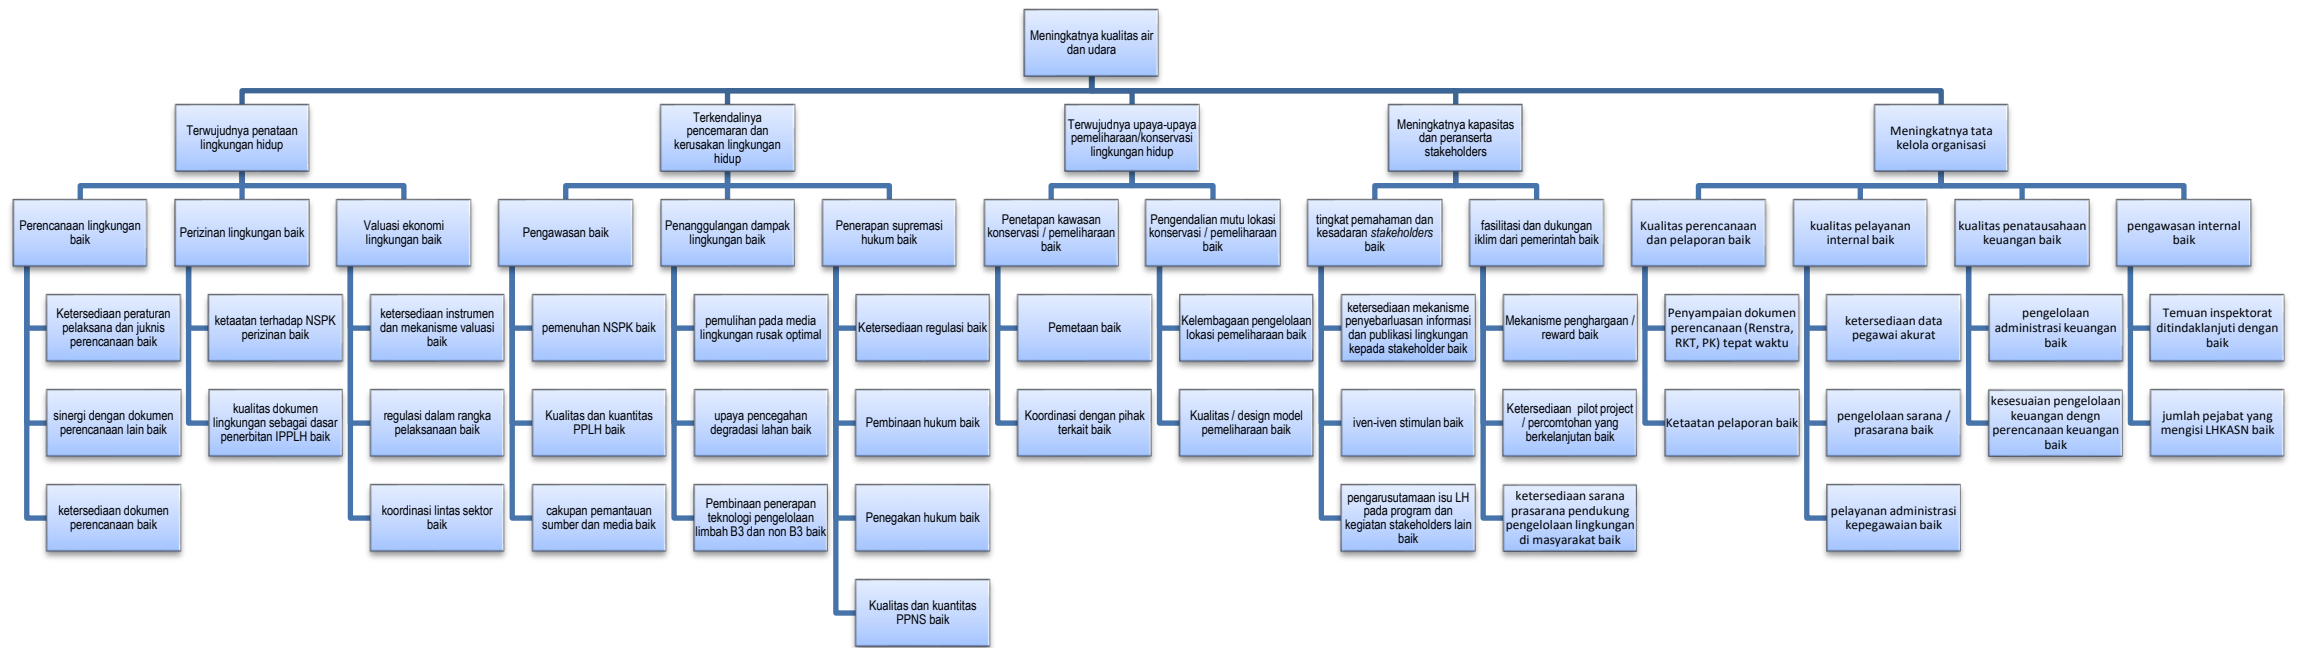 Meningkatnya kualitas air
dan udara
Terwujudnya penataan
lingkungan hidup
Terkendalinya
pencemaran dan
kerusakan lingkungan
hidup
Terwujudnya upaya-upaya
pemeliharaan/konservasi
lingkungan hidup
Meningkatnya kapasitas
dan peranserta
stakeholders
Meningkatnya tata
kelola organisasi
Perencanaan lingkungan
baik
Perizinan lingkungan baik
Valuasi ekonomi
lingkungan baik
Pengawasan baik
Penanggulangan dampak
lingkungan baik
Penerapan supremasi
hukum baik
Penetapan kawasan
konservasi / pemeliharaan
baik
Pengendalian mutu lokasi
konservasi / pemeliharaan
baik
tingkat pemahaman dan
kesadaran stakeholders
baik
fasilitasi dan dukungan
iklim dari pemerintah baik
Kualitas perencanaan
dan pelaporan baik
kualitas pelayanan
internal baik
kualitas penatausahaan
keuangan baik
pengawasan internal
baik
Ketersediaan peraturan
pelaksana dan juknis
perencanaan baik
ketaatan terhadap NSPK
perizinan baik
ketersediaan instrumen
dan mekanisme valuasi
baik
pemenuhan NSPK baik
pemulihan pada media
lingkungan rusak optimal
Ketersediaan regulasi baik
Pemetaan baik
Kelembagaan pengelolaan
lokasi pemeliharaan baik
ketersediaan mekanisme
penyebarluasan informasi
dan publikasi lingkungan
kepada stakeholder baik
Mekanisme penghargaan /
reward baik
Penyampaian dokumen
perencanaan (Renstra,
RKT, PK) tepat waktu
ketersediaan data
pegawai akurat
pengelolaan
administrasi keuangan
baik
Temuan inspektorat
ditindaklanjuti dengan
baik
sinergi dengan dokumen
perencanaan lain baik
kualitas dokumen
lingkungan sebagai dasar
penerbitan IPPLH baik
regulasi dalam rangka
pelaksanaan baik
Kualitas dan kuantitas
PPLH baik
upaya pencegahan
degradasi lahan baik
Pembinaan hukum baik
Koordinasi dengan pihak
terkait baik
Kualitas / design model
pemeliharaan baik
iven-iven stimulan baik
Ketersediaan pilot project
/ percomtohan yang
berkelanjutan baik
Ketaatan pelaporan baik
pengelolaan sarana /
prasarana baik
kesesuaian pengelolaan
keuangan dengn
perencanaan keuangan
baik
jumlah pejabat yang
mengisi LHKASN baik
ketersediaan dokumen
perencanaan baik
koordinasi lintas sektor
baik
cakupan pemantauan
sumber dan media baik
Pembinaan penerapan
teknologi pengelolaan
limbah B3 dan non B3 baik
Penegakan hukum baik
pengarusutamaan isu LH
pada program dan
kegiatan stakeholders lain
baik
ketersediaan sarana
prasarana pendukung
pengelolaan lingkungan
di masyarakat baik
pelayanan administrasi
kepegawaian baik
Kualitas dan kuantitas
PPNS baik